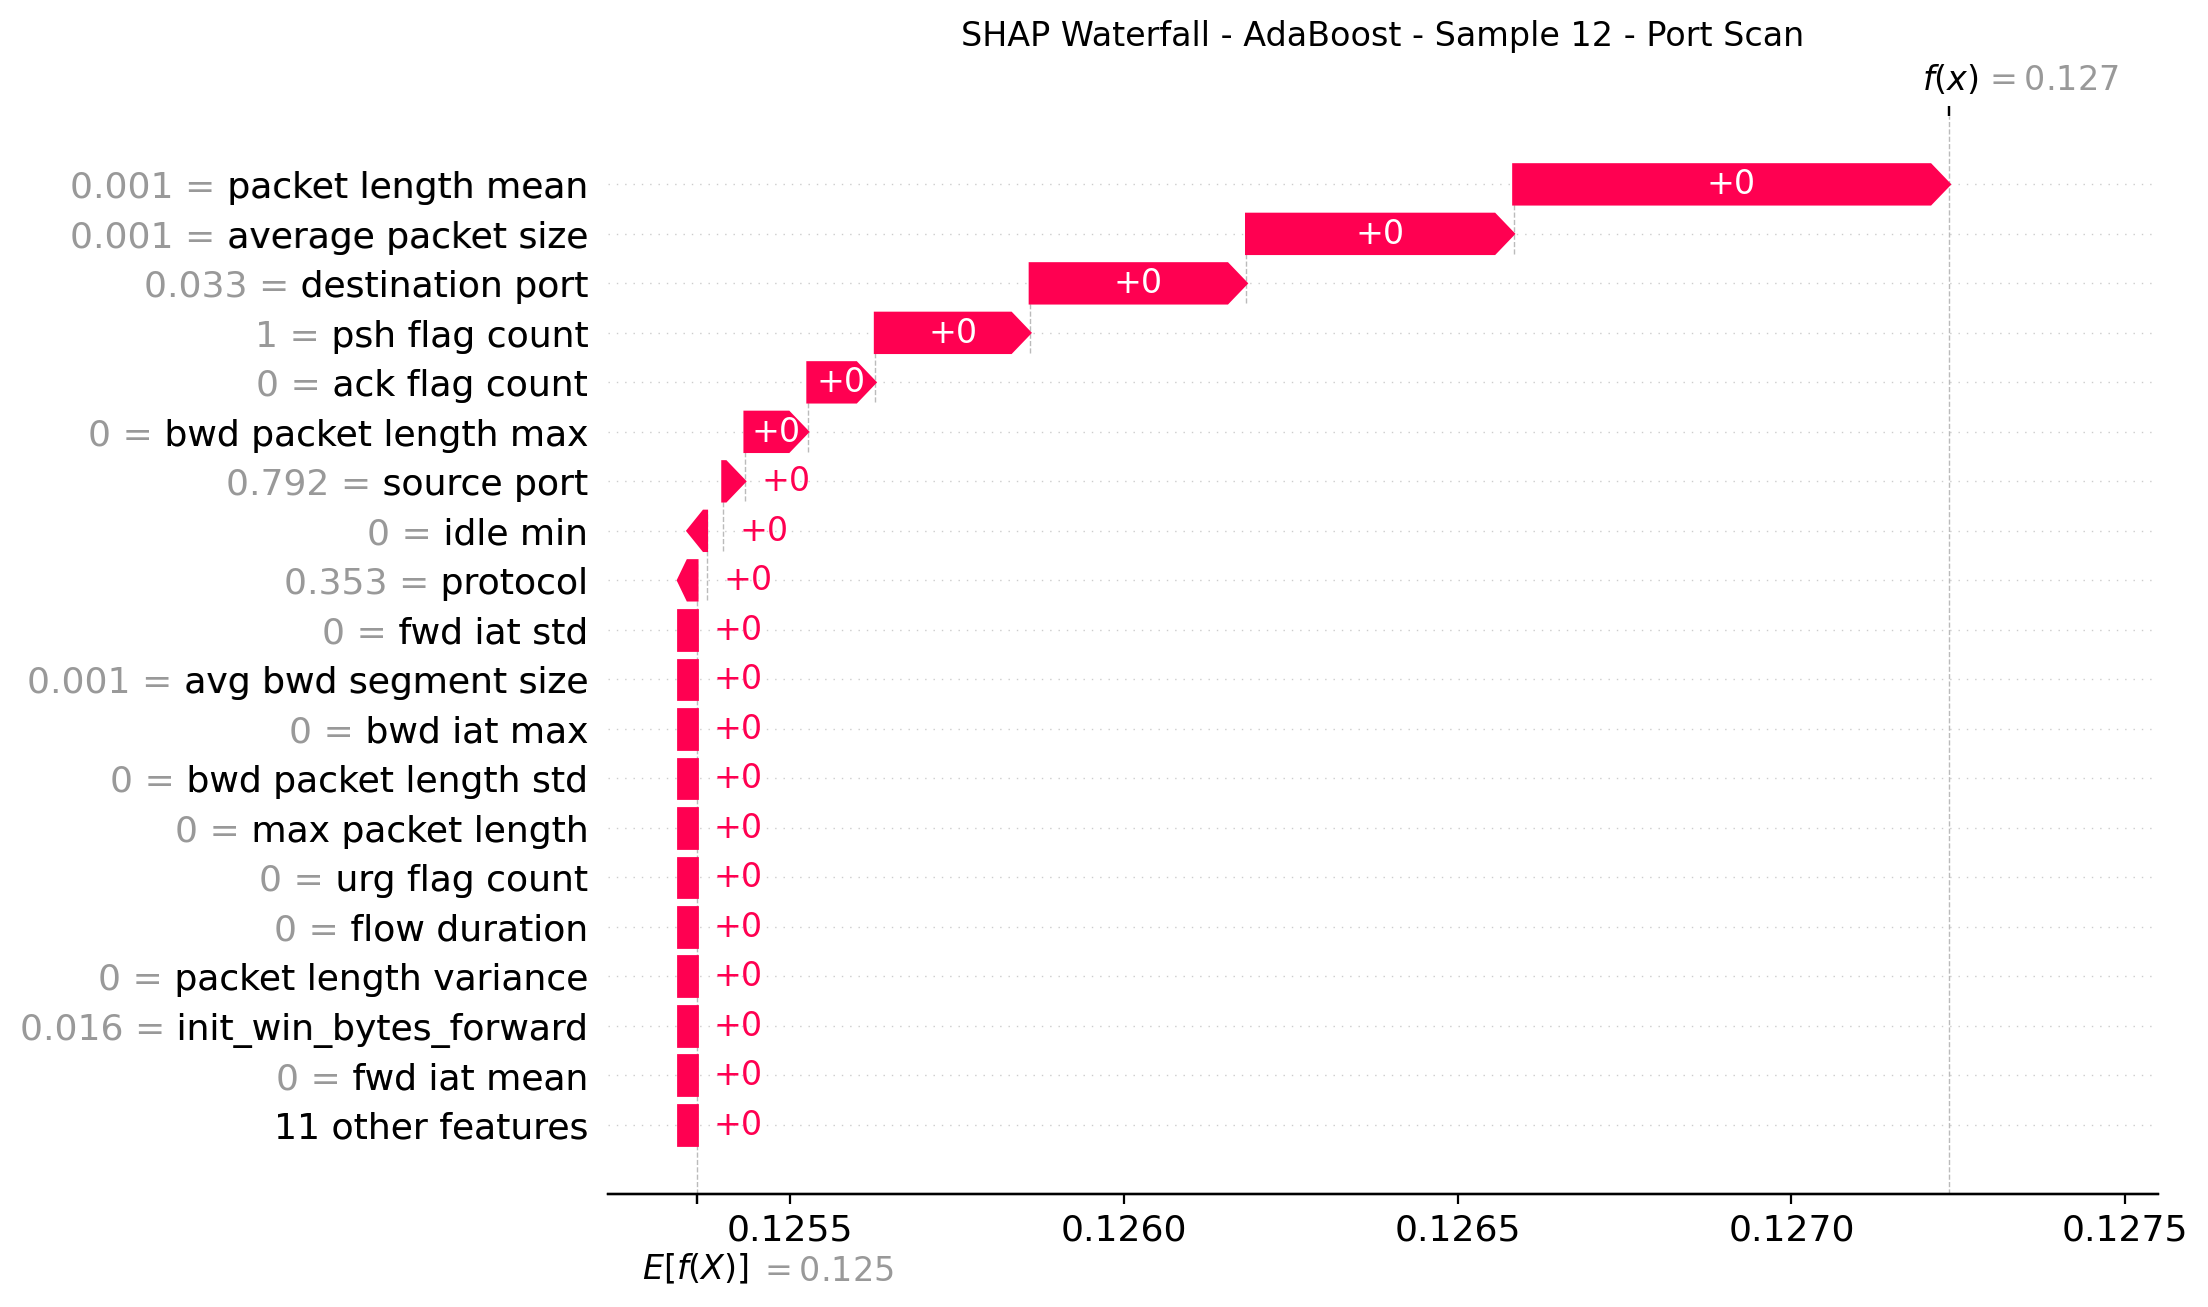 SHAP Waterfall - AdaBoost - Sample 12 - Port Scan
f(x) = 0.127
0.001 = packet length mean +0
0.001 = average packet size +0
0.033 = destination port +0
1 = psh flag count +0
0 = ack flag count +0
0 = bwd packet length max +0
0.792 = source port +0
0 = idle min +0
0.353 = protocol +0
0 = fwd iat std +0
0.001 = avg bwd segment size +0
0 = bwd iat max +0
0 = bwd packet length std +0
0 = max packet length +0
0 = urg flag count +0
0 = flow duration +0
0 = packet length variance +0
0.016 = init_win_bytes_forward +0
0 = fwd iat mean +0
11 other features +0
0.1255 0.1260 0.1265 0.1270 0.1275
E[f(X)] = 0.125